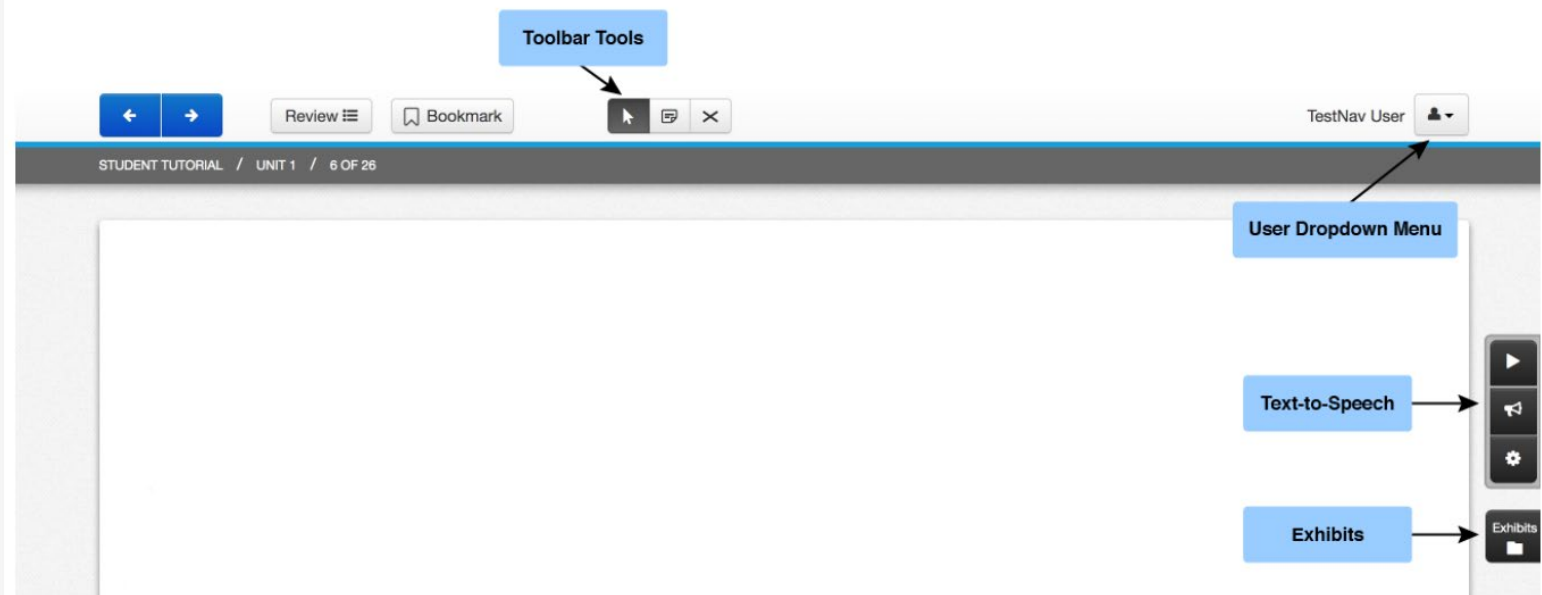 Toolbar Tools
Review
Bookmark
TestNav User
STUDENT TUTORIAL / UNIT 1 / 6 OF 26
User Dropdown Menu
Text-to-Speech
Exhibits
Exhibits